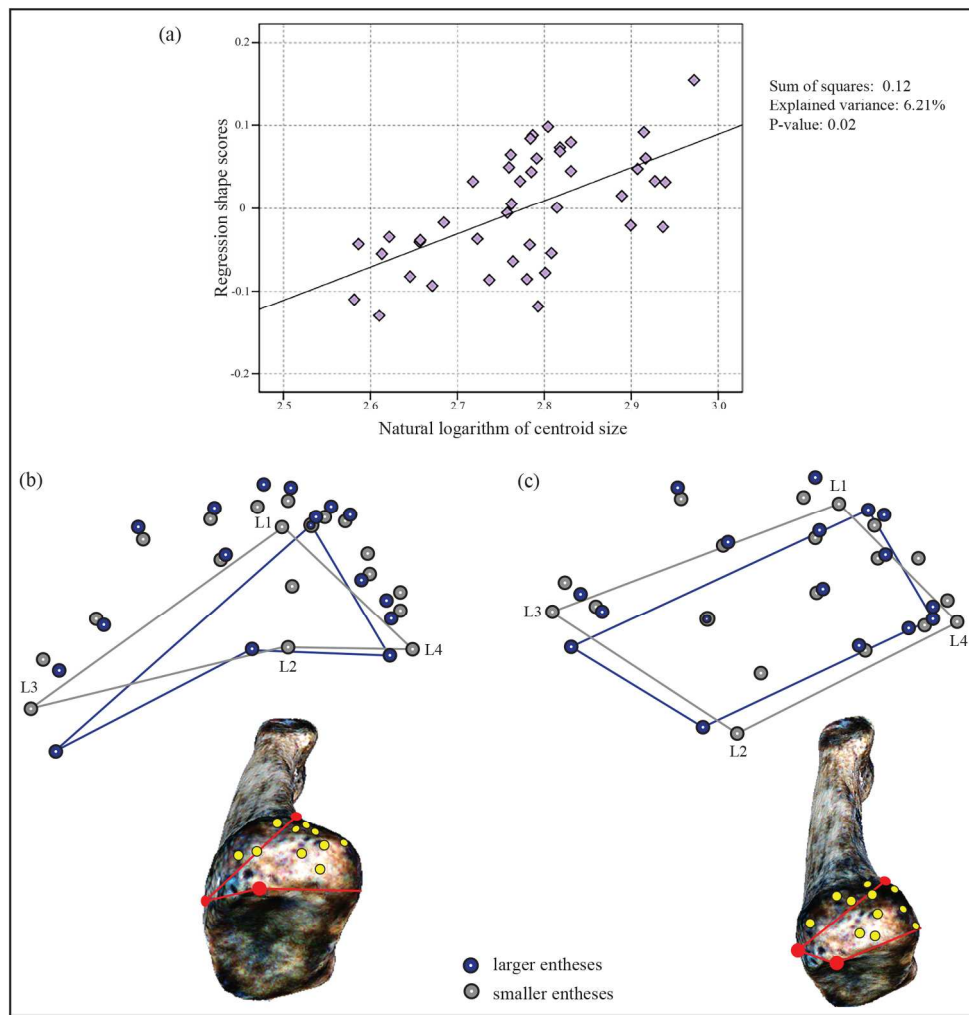 (a)
0.2
0.1
0
-0.1
-0.2
Regression shape scores
2.5
2.6
2.7
2.8
2.9
3.0
Natural logarithm of centroid size
Sum of squares: 0.12
Explained variance: 6.21%
P-value: 0.02
(b)
L1
L2
L3
L4
(c)
L1
L3
L4
L2
larger entheses
smaller entheses